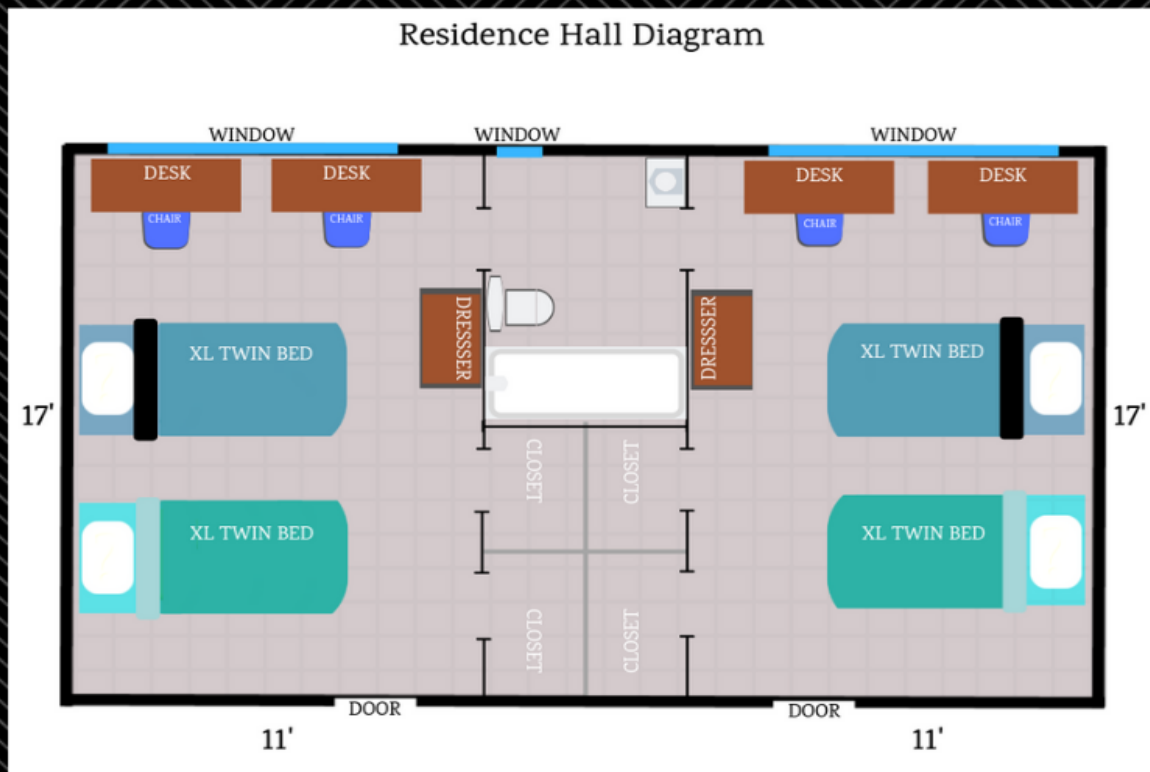 Residence Hall Diagram
WINDOW
WINDOW
WINDOW
DESK
DESK
DESK
DESK
CHAIR
CHAIR
CHAIR
CHAIR
DRESSSER
DRESSSER
XL TWIN BED
XL TWIN BED
17'
17'
CLOSET
CLOSET
XL TWIN BED
XL TWIN BED
CLOSET
CLOSET
DOOR
DOOR
11'
11'